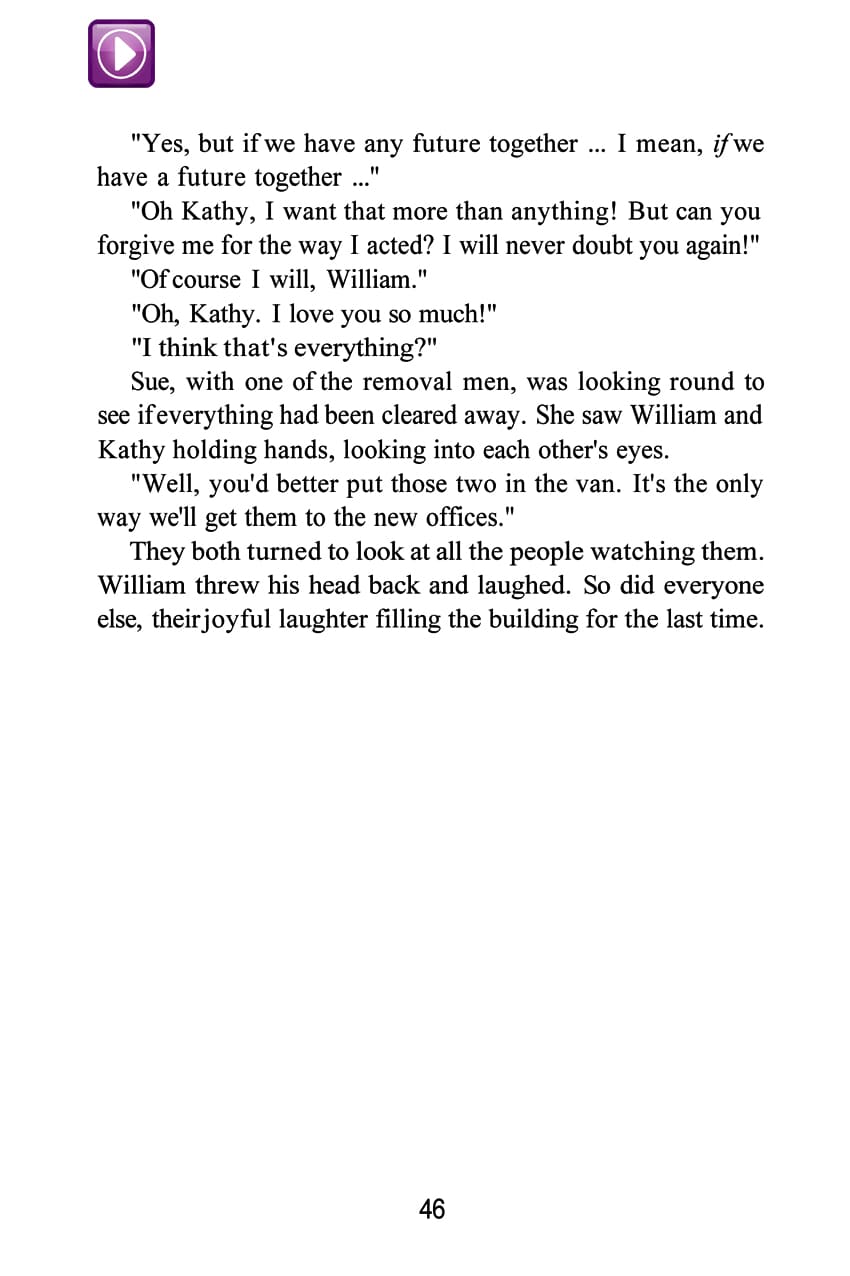 "Yes, but if we have any future together ... I mean, if we
have a future together ..."
"Oh Kathy, I want that more than anything! But can you
forgive me for the way I acted? I will never doubt you again!"
"Of course I will, William."
"Oh, Kathy. I love you so much!"
"I think that's everything?"
Sue, with one of the removal men, was looking round to
see if everything had been cleared away. She saw William and
Kathy holding hands, looking into each other's eyes.
"Well, you'd better put those two in the van. It's the only
way we'll get them to the new offices."
They both turned to look at all the people watching them.
William threw his head back and laughed. So did everyone
else, their joyful laughter filling the building for the last time.
46